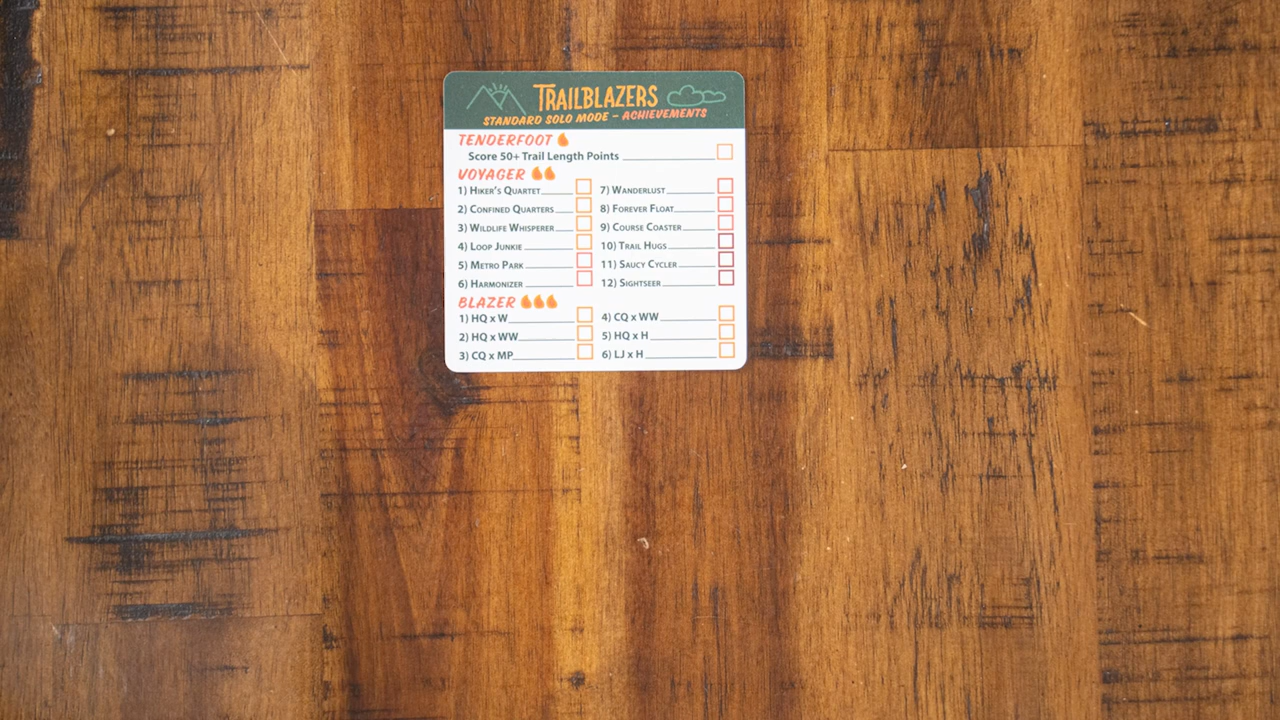 TRAILBLAZERS
STANDARD SOLO MODE – ACHIEVEMENTS
TENDERFOOT
Score 50+ Trail Length Points
VOYAGER
1) HIKER'S QUARTET
2) CONFINED QUARTERS
3) WILDLIFE WHISPERER
4) LOOP JUNKIE
5) METRO PARK
6) HARMONIZER
7) WANDERLUST
8) FOREVER FLOAT
9) COURSE COASTER
10) TRAIL HUGS
11) SAUCY CYCLER
12) SIGHTSEER
BLAZER
1) HQ x W
2) HQ x WW
3) CQ x MP
4) CQ x WW
5) HQ x H
6) LJ x H